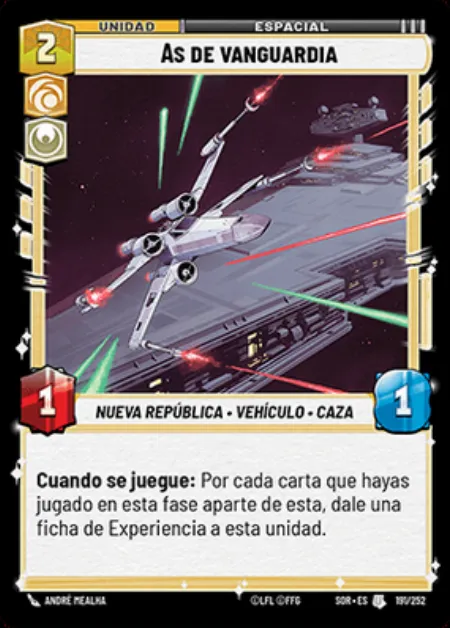 UNIDAD
ESPACIAL
2
AS DE VANGUARDIA
1
NUEVA REPÚBLICA • VEHÍCULO • CAZA
1
Cuando se juegue: Por cada carta que hayas
jugado en esta fase aparte de esta, dale una
ficha de Experiencia a esta unidad.
ANDRÉ MEALHA
©LFL ©FFG
SOR • ES
191/252